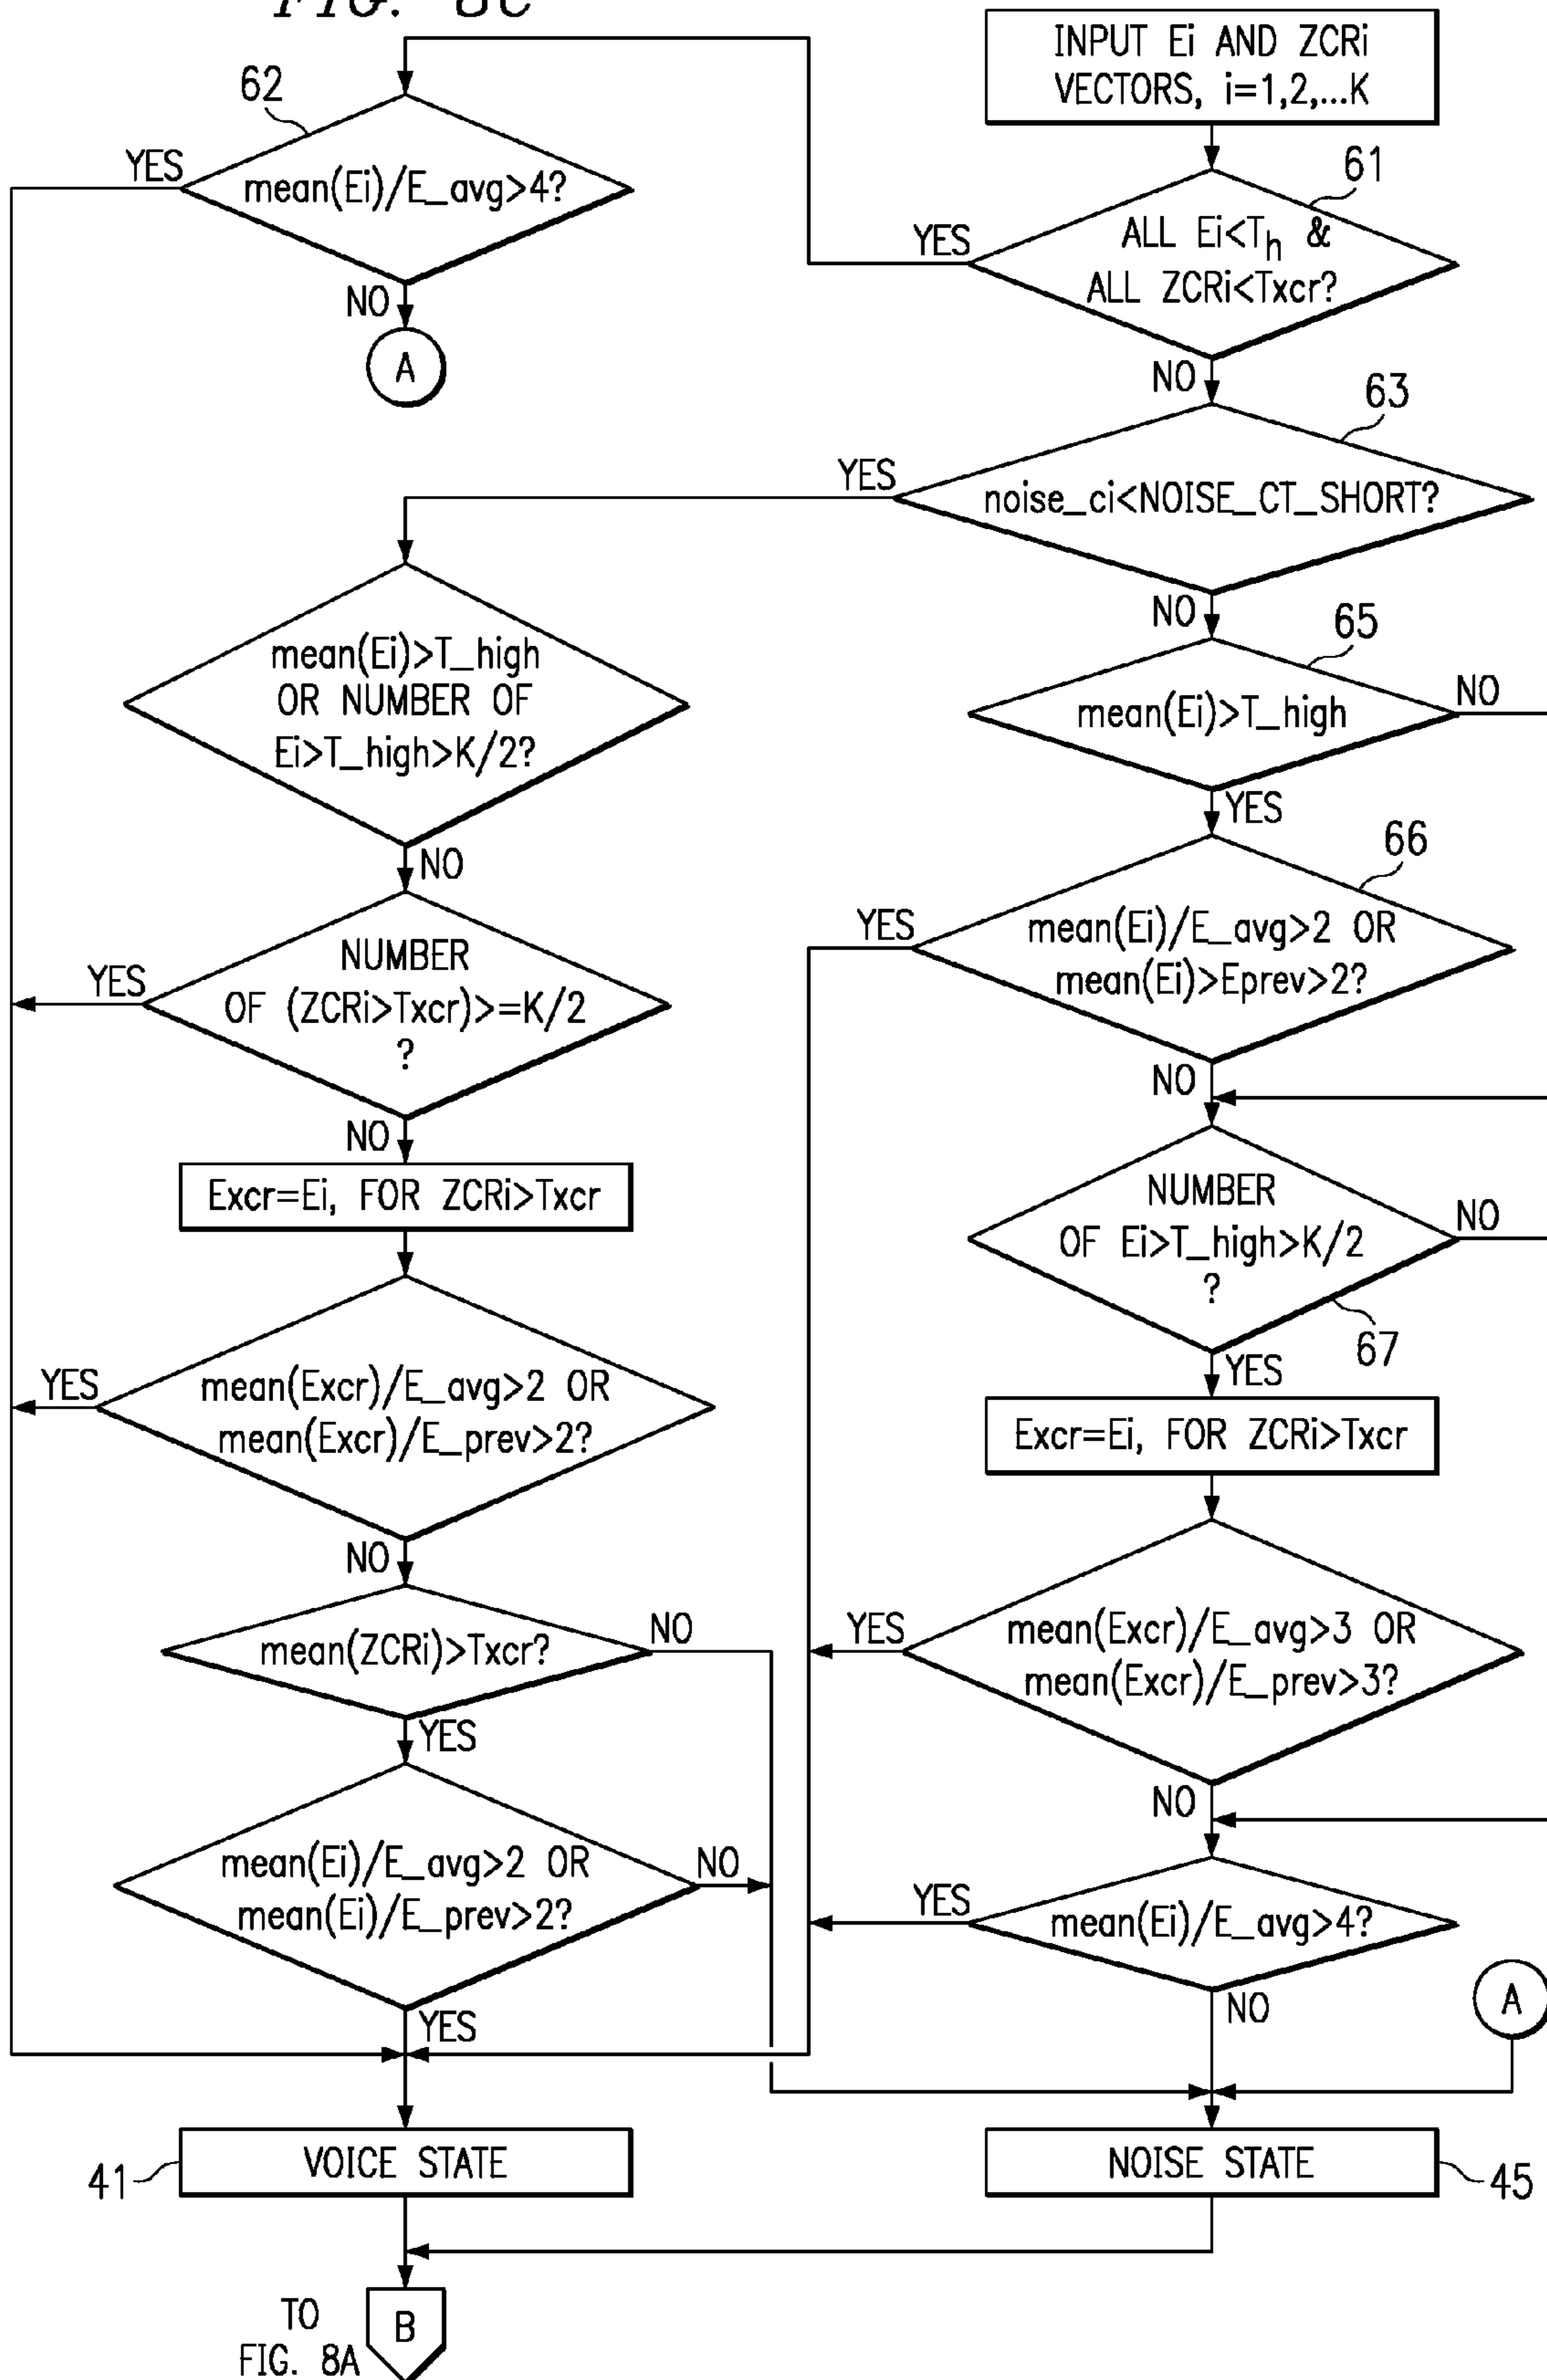 FIG. 8C
INPUT Ei AND ZCRi
VECTORS, i=1,2,...K
61
ALL Ei<Th &
ALL ZCRi<Txcr?
YES
NO
62
mean(Ei)/E_avg>4?
YES
NO
A
63
noise_ci<NOISE_CT_SHORT?
YES
NO
mean(Ei)>T_high
OR NUMBER OF
Ei>T_high>K/2?
NO
NUMBER
OF (ZCRi>Txcr)>=K/2
?
YES
NO
Excr=Ei, FOR ZCRi>Txcr
mean(Excr)/E_avg>2 OR
mean(Excr)/E_prev>2?
YES
NO
mean(ZCRi)>Txcr?
NO
YES
mean(Ei)/E_avg>2 OR
mean(Ei)/E_prev>2?
NO
YES
65
mean(Ei)>T_high
NO
YES
66
mean(Ei)/E_avg>2 OR
mean(Ei)>Eprev>2?
YES
NO
NUMBER
OF Ei>T_high>K/2
?
NO
67
YES
Excr=Ei, FOR ZCRi>Txcr
mean(Excr)/E_avg>3 OR
mean(Excr)/E_prev>3?
YES
NO
mean(Ei)/E_avg>4?
YES
NO
A
41
VOICE STATE
NOISE STATE
45
TO
FIG. 8A
B